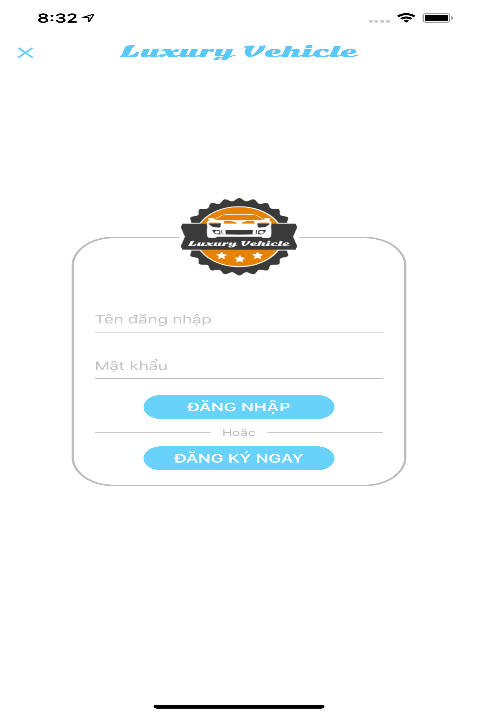 8:32
Luxury Vehicle
Luxury Vehicle
Tên đăng nhập
Mật khẩu
ĐĂNG NHẬP
Hoặc
ĐĂNG KÝ NGAY